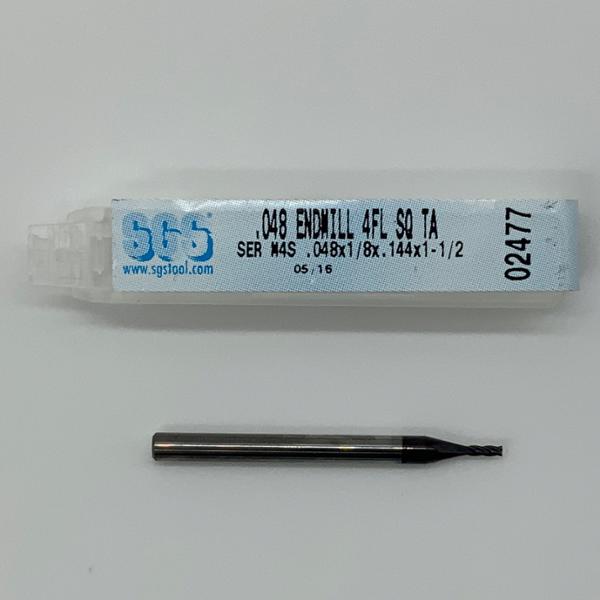 SGS®
www.sgstool.com
.048 ENDMILL 4FL SQ TA
SER M4S .048x1/8x.144x1-1/2
05/16
02477